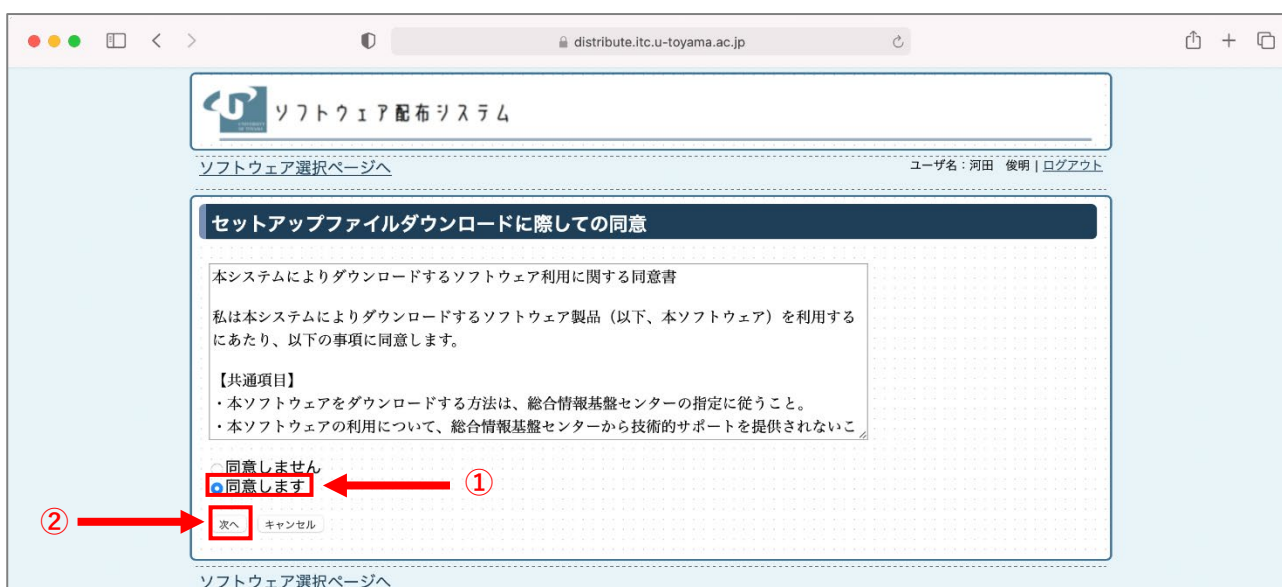 distribute.itc.u-toyama.ac.jp
ソフトウェア配布システム
ソフトウェア選択ページへ
ユーザ名：河田　俊明 | ログアウト
セットアップファイルダウンロードに際しての同意
本システムによりダウンロードするソフトウェア利用に関する同意書
私は本システムによりダウンロードするソフトウェア製品（以下、本ソフトウェア）を利用する
にあたり、以下の事項に同意します。
【共通項目】
・本ソフトウェアをダウンロードする方法は、総合情報基盤センターの指定に従うこと。
・本ソフトウェアの利用について、総合情報基盤センターから技術的サポートを提供されないこ
同意しません
同意します
①
②
次へ
キャンセル
ソフトウェア選択ページへ